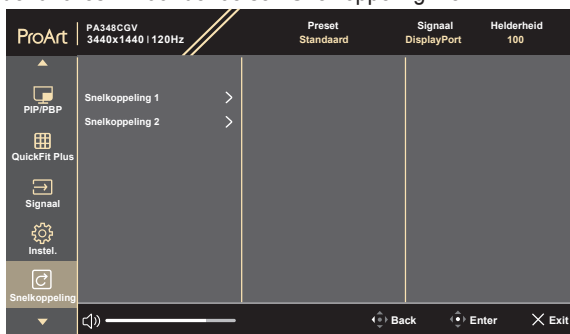 ProArt
PA348CGV
3440x1440 | 120Hz
Preset
Standaard
Signaal
DisplayPort
Helderheid
100
PIP/PBP
QuickFit Plus
Signaal
Instel.
Snelkoppeling
Snelkoppeling 1
Snelkoppeling 2
Back
Enter
Exit